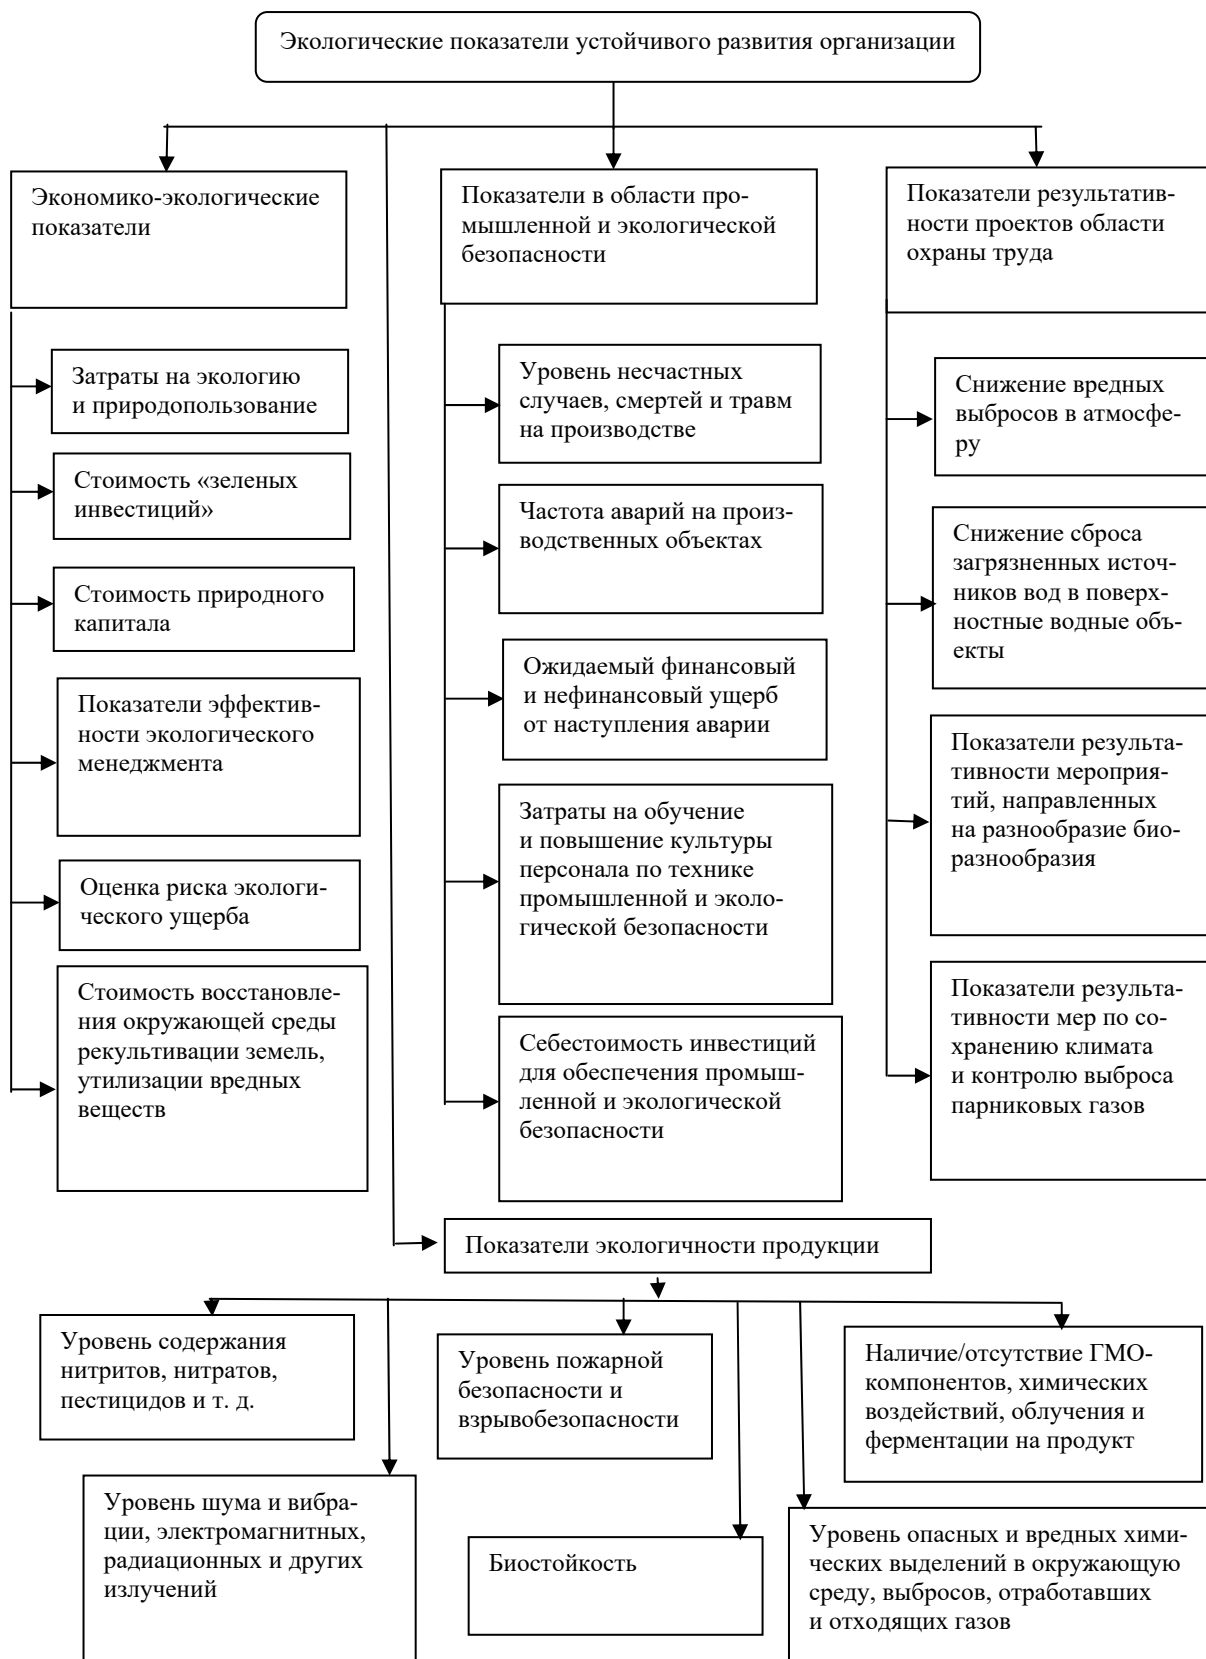 Экологические показатели устойчивого развития организации
Экономико-экологические
показатели
Затраты на экологию
и природопользование
Стоимость «зеленых
инвестиций»
Стоимость природного
капитала
Показатели эффектив-
ности экологического
менеджмента
Оценка риска экологи-
ческого ущерба
Стоимость восстановле-
ния окружающей среды
рекультивации земель,
утилизации вредных
веществ
Показатели в области про-
мышленной и экологической
безопасности
Уровень несчастных
случаев, смертей и травм
на производстве
Частота аварий на произ-
водственных объектах
Ожидаемый финансовый
и нефинансовый ущерб
от наступления аварии
Затраты на обучение
и повышение культуры
персонала по технике
промышленной и эколо-
гической безопасности
Себестоимость инвестиций
для обеспечения промыш-
ленной и экологической
безопасности
Показатели результатив-
ности проектов области
охраны труда
Снижение вредных
выбросов в атмосфе-
ру
Снижение сброса
загрязненных источ-
ников вод в поверх-
ностные водные объ-
екты
Показатели результа-
тивности мероприя-
тий, направленных
на разнообразие био-
разнообразия
Показатели результа-
тивности мер по со-
хранению климата
и контролю выброса
парниковых газов
Показатели экологичности продукции
Уровень содержания
нитритов, нитратов,
пестицидов и т. д.
Уровень пожарной
безопасности и
взрывобезопасности
Наличие/отсутствие ГМО-
компонентов, химических
воздействий, облучения и
ферментации на продукт
Уровень шума и вибра-
ции, электромагнитных,
радиационных и других
излучений
Биостойкость
Уровень опасных и вредных хими-
ческих выделений в окружающую
среду, выбросов, отработавших
и отходящих газов